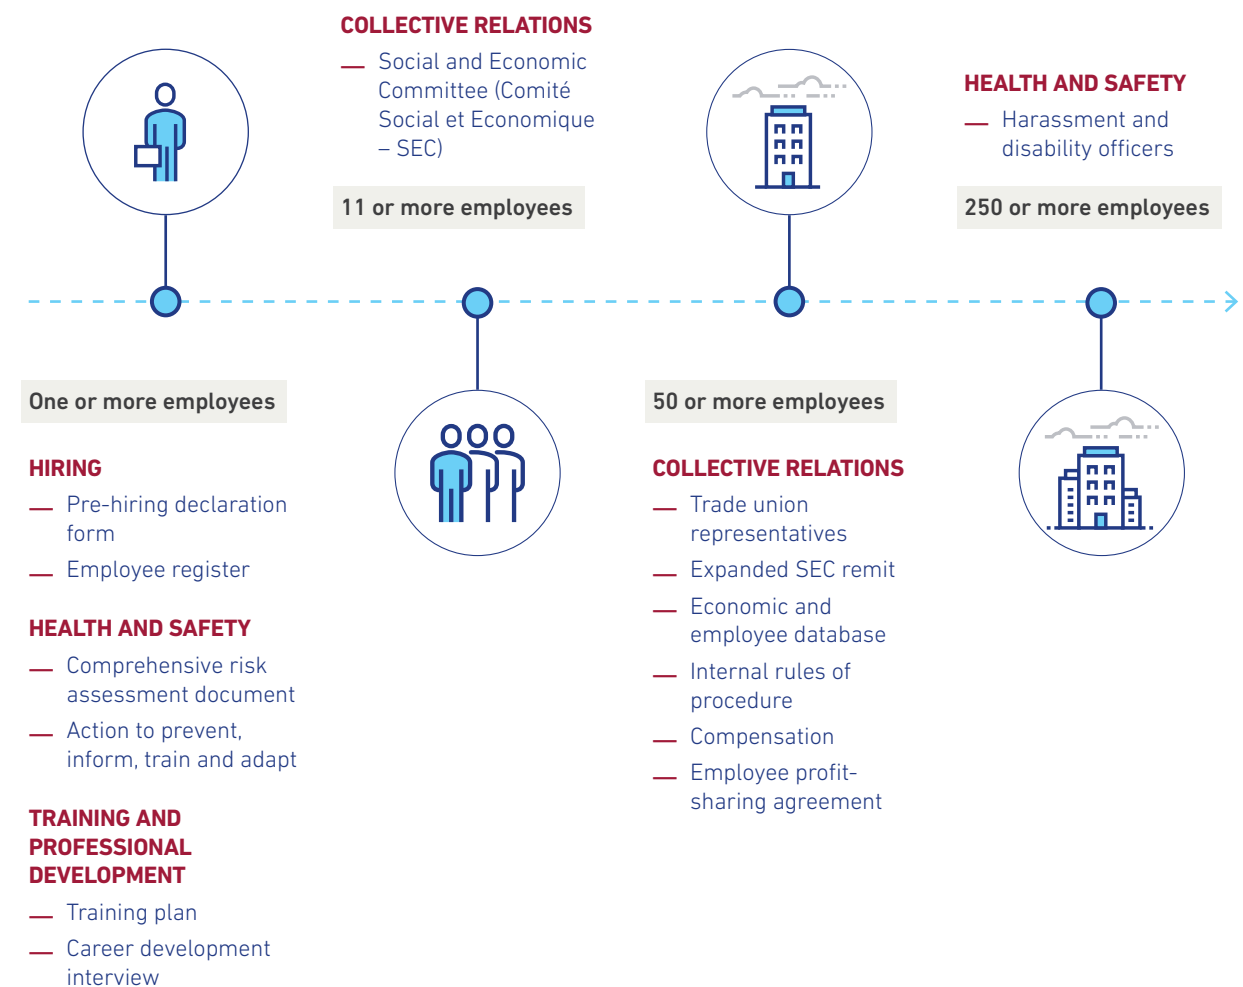 COLLECTIVE RELATIONS
— Social and Economic
Committee (Comité
Social et Economique
– SEC)
11 or more employees
HEALTH AND SAFETY
— Harassment and
disability officers
250 or more employees
One or more employees
HIRING
— Pre-hiring declaration
form
— Employee register
HEALTH AND SAFETY
— Comprehensive risk
assessment document
— Action to prevent,
inform, train and adapt
TRAINING AND
PROFESSIONAL
DEVELOPMENT
— Training plan
— Career development
interview
50 or more employees
COLLECTIVE RELATIONS
— Trade union
representatives
— Expanded SEC remit
— Economic and
employee database
— Internal rules of
procedure
— Compensation
— Employee profit-
sharing agreement